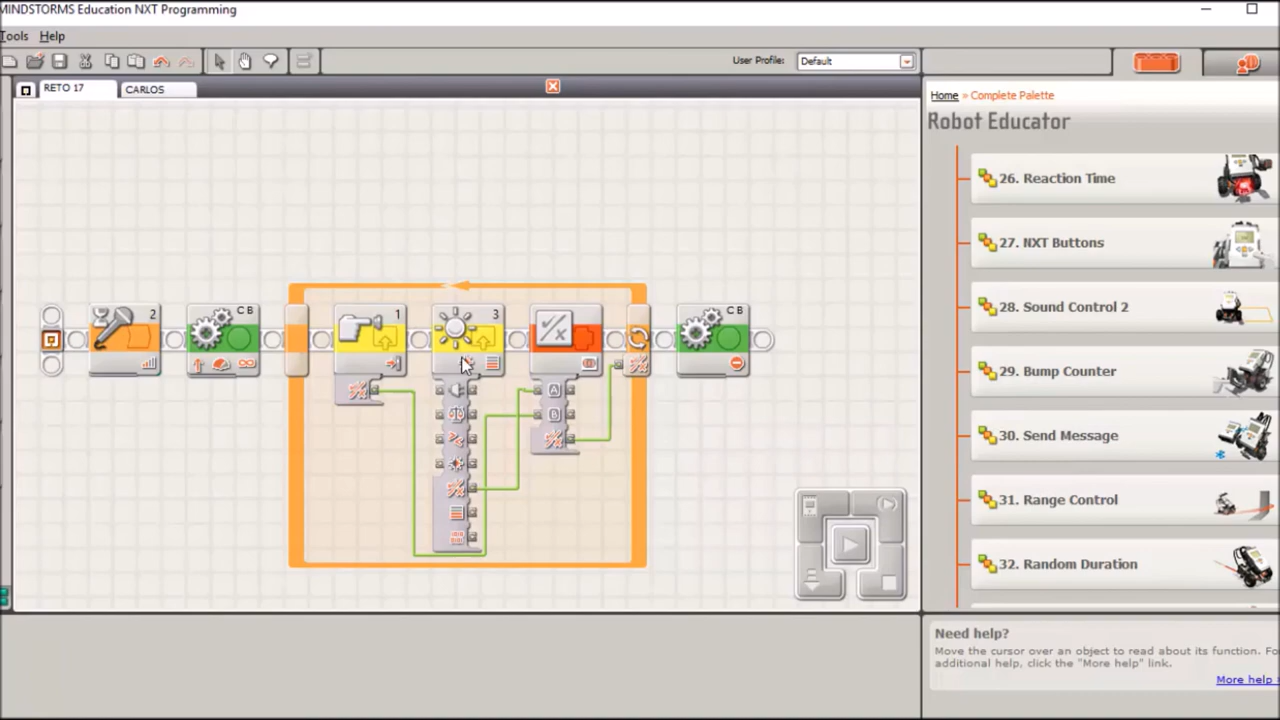 MINDSTORMS Education NXT Programming
Tools Help
User Profile: Default
RETO 17 CARLOS
Home » Complete Palette
Robot Educator
26. Reaction Time
27. NXT Buttons
28. Sound Control 2
29. Bump Counter
30. Send Message
31. Range Control
32. Random Duration
2
C B
1
3
C B
A
B
Need help?
Move the cursor over an object to read about its function. Fo
additional help, click the "More help" link.
More help »